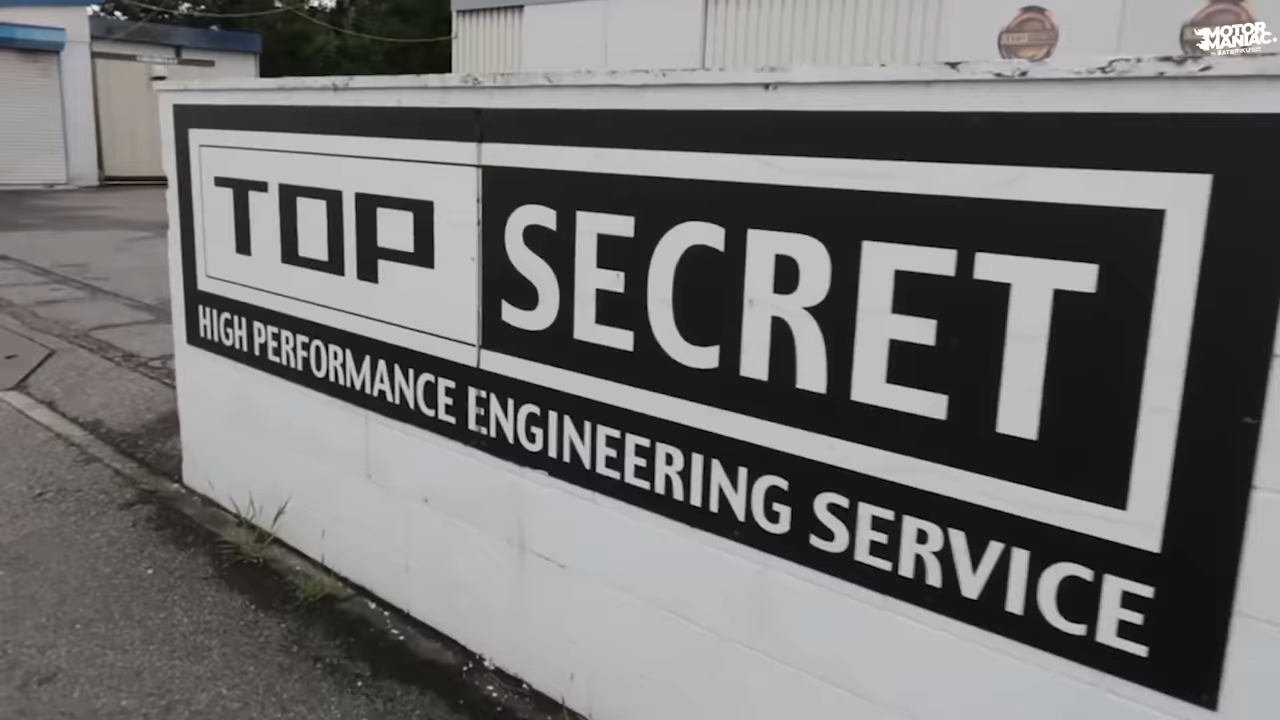 MOTOR
MANIAC.
TOP SECRET
HIGH PERFORMANCE ENGINEERING SERVICE